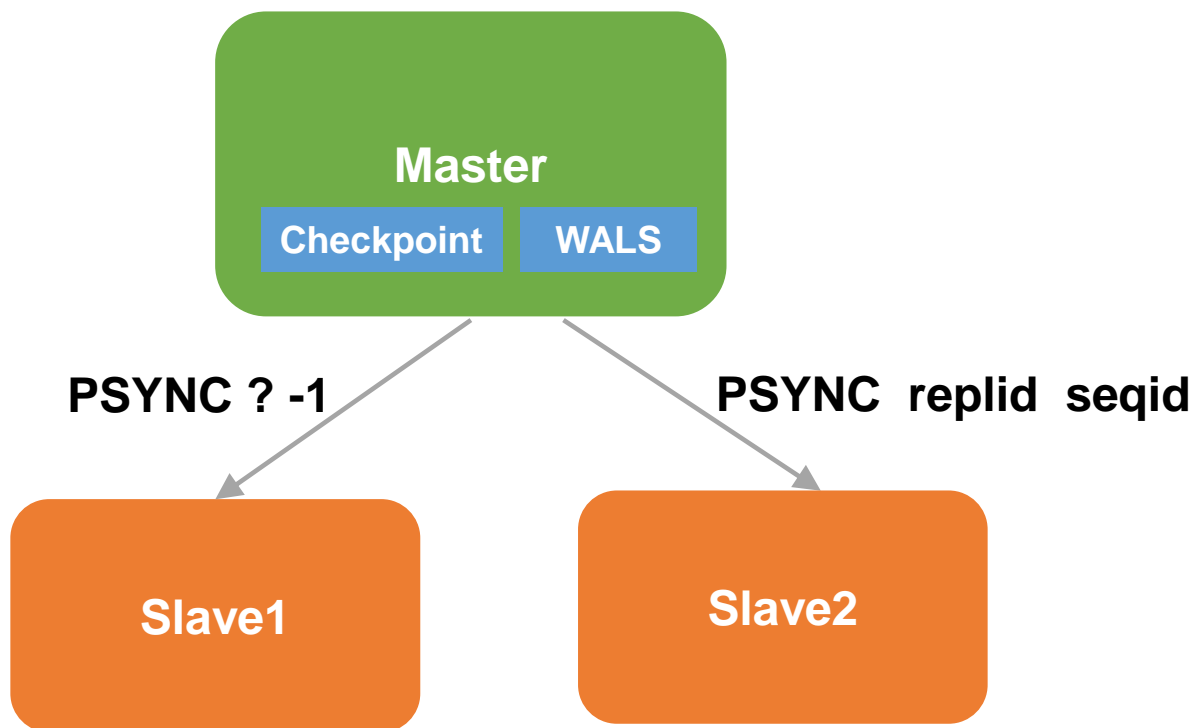 Master
Checkpoint WALS
PSYNC ? -1
PSYNC replid seqid
Slave1
Slave2